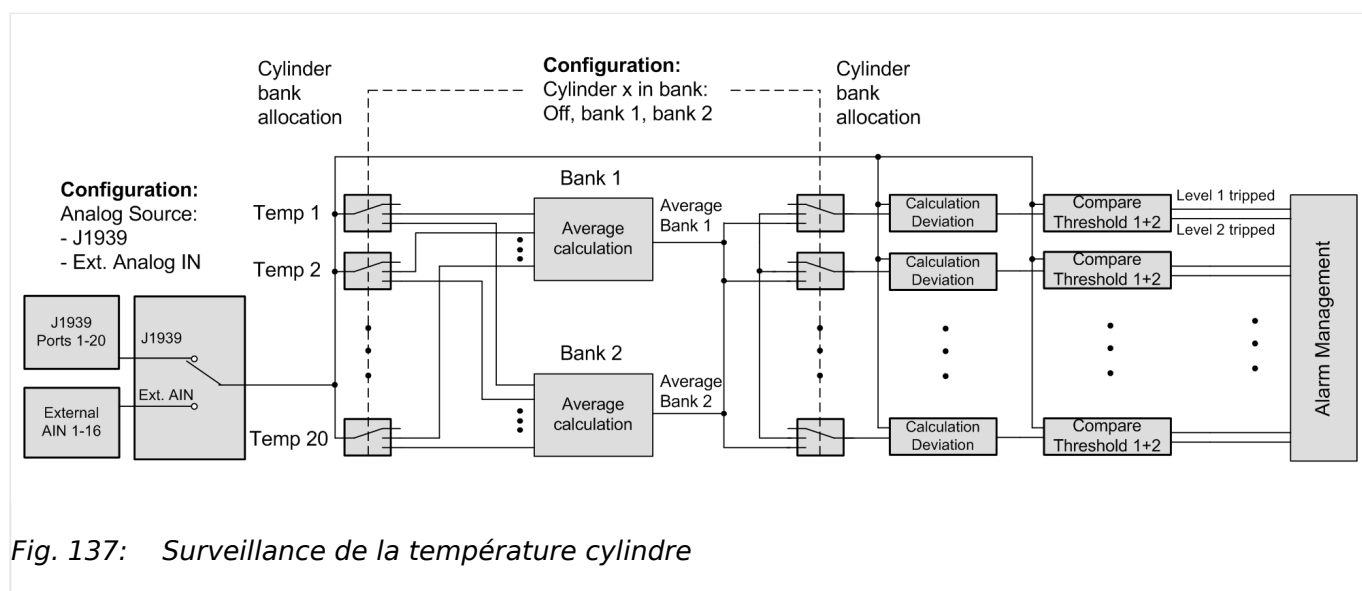 Cylinder
bank
allocation
Configuration:
Cylinder x in bank:
Off, bank 1, bank 2
Cylinder
bank
allocation
Configuration:
Analog Source:
- J1939
- Ext. Analog IN
J1939
Ports 1-20
External
AIN 1-16
J1939
Ext. AIN
Temp 1
Temp 2
Temp 20
Bank 1
Average
calculation
Average
Bank 1
Bank 2
Average
calculation
Average
Bank 2
Calculation
Deviation
Calculation
Deviation
Calculation
Deviation
Compare
Threshold 1+2
Compare
Threshold 1+2
Compare
Threshold 1+2
Level 1 tripped
Level 2 tripped
Alarm Management
Fig. 137: Surveillance de la température cylindre